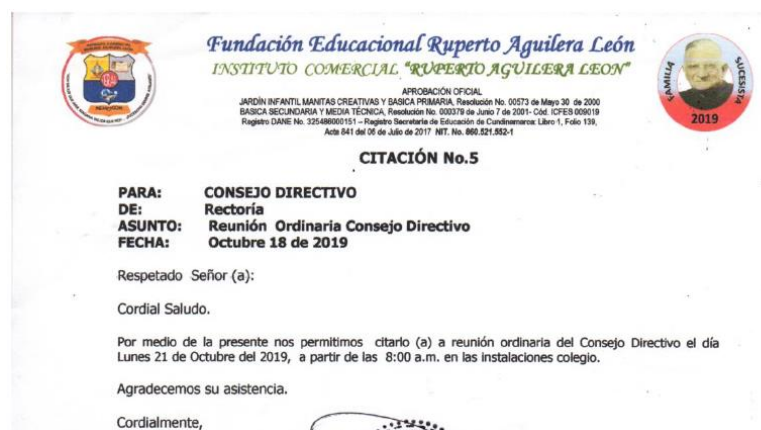 Fundación Educacional Ruperto Aguilera León
INSTITUTO COMERCIAL "RUPERTO AGUILERA LEON"
APROBACIÓN OFICIAL
JARDÍN INFANTIL MANITAS CREATIVAS Y BASICA PRIMARIA, Resolución No. 00573 de Mayo 30 de 2000
BASICA SECUNDARIA Y MEDIA TÉCNICA, Resolución No. 000379 de Junio 7 de 2001- Cód. ICFES 009019
Registro DANE No. 325486000151 – Registro Secretaria de Educación de Cundinamarca: Libro 1, Folio 139,
Acta 841 del 06 de Julio de 2017 NIT. No. 860.521.552-1
FAMILIA SUCESISTA
2019
CITACIÓN No.5
PARA: CONSEJO DIRECTIVO
DE: Rectoría
ASUNTO: Reunión Ordinaria Consejo Directivo
FECHA: Octubre 18 de 2019
Respetado Señor (a):
Cordial Saludo.
Por medio de la presente nos permitimos citarlo (a) a reunión ordinaria del Consejo Directivo el día
Lunes 21 de Octubre del 2019, a partir de las 8:00 a.m. en las instalaciones colegio.
Agradecemos su asistencia.
Cordialmente,